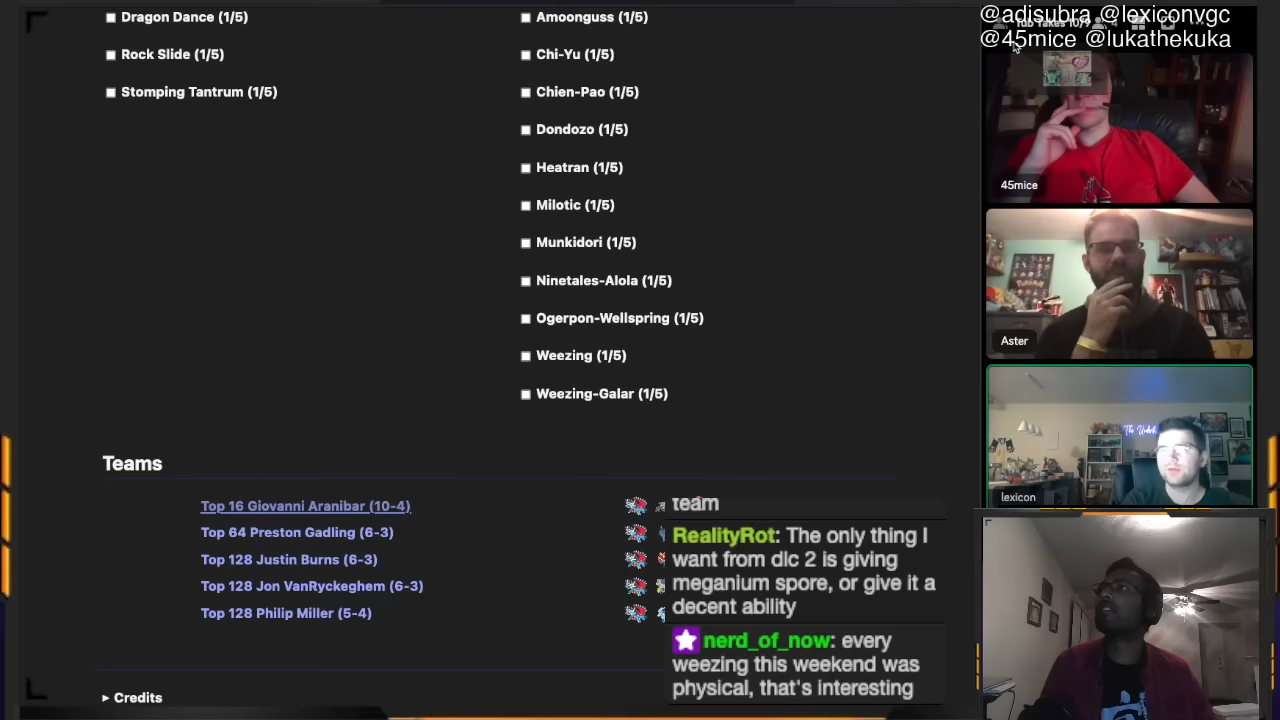 Dragon Dance (1/5)
Rock Slide (1/5)
Stomping Tantrum (1/5)
Amoonguss (1/5)
Chi-Yu (1/5)
Chien-Pao (1/5)
Dondozo (1/5)
Heatran (1/5)
Milotic (1/5)
Munkidori (1/5)
Ninetales-Alola (1/5)
Ogerpon-Wellspring (1/5)
Weezing (1/5)
Weezing-Galar (1/5)
Teams
Top 16 Giovanni Aranibar (10-4)
Top 64 Preston Gadling (6-3)
Top 128 Justin Burns (6-3)
Top 128 Jon VanRyckeghem (6-3)
Top 128 Philip Miller (5-4)
▸ Credits
team
RealityRot: The only thing I
want from dlc 2 is giving
meganium spore, or give it a
decent ability
nerd_of_now: every
weezing this weekend was
physical, that's interesting
@adisubra @lexiconvgc
@45mice @lukathekuka
45mice
Aster
lexicon